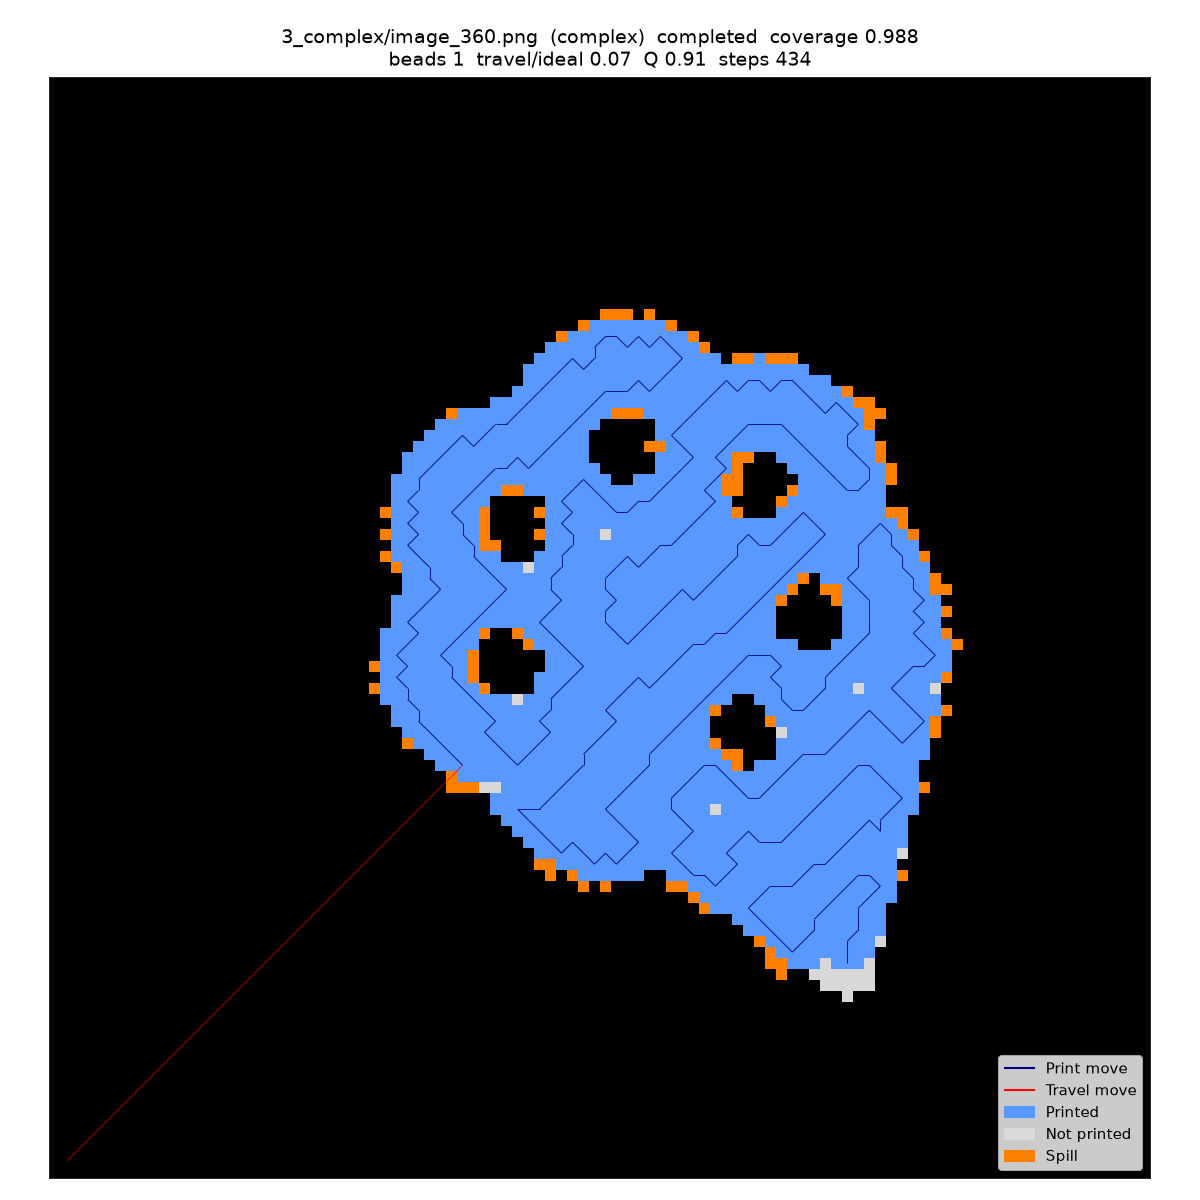 3_complex/image_360.png  (complex)  completed  coverage 0.988
beads 1  travel/ideal 0.07  Q 0.91  steps 434
Print move
Travel move
Printed
Not printed
Spill